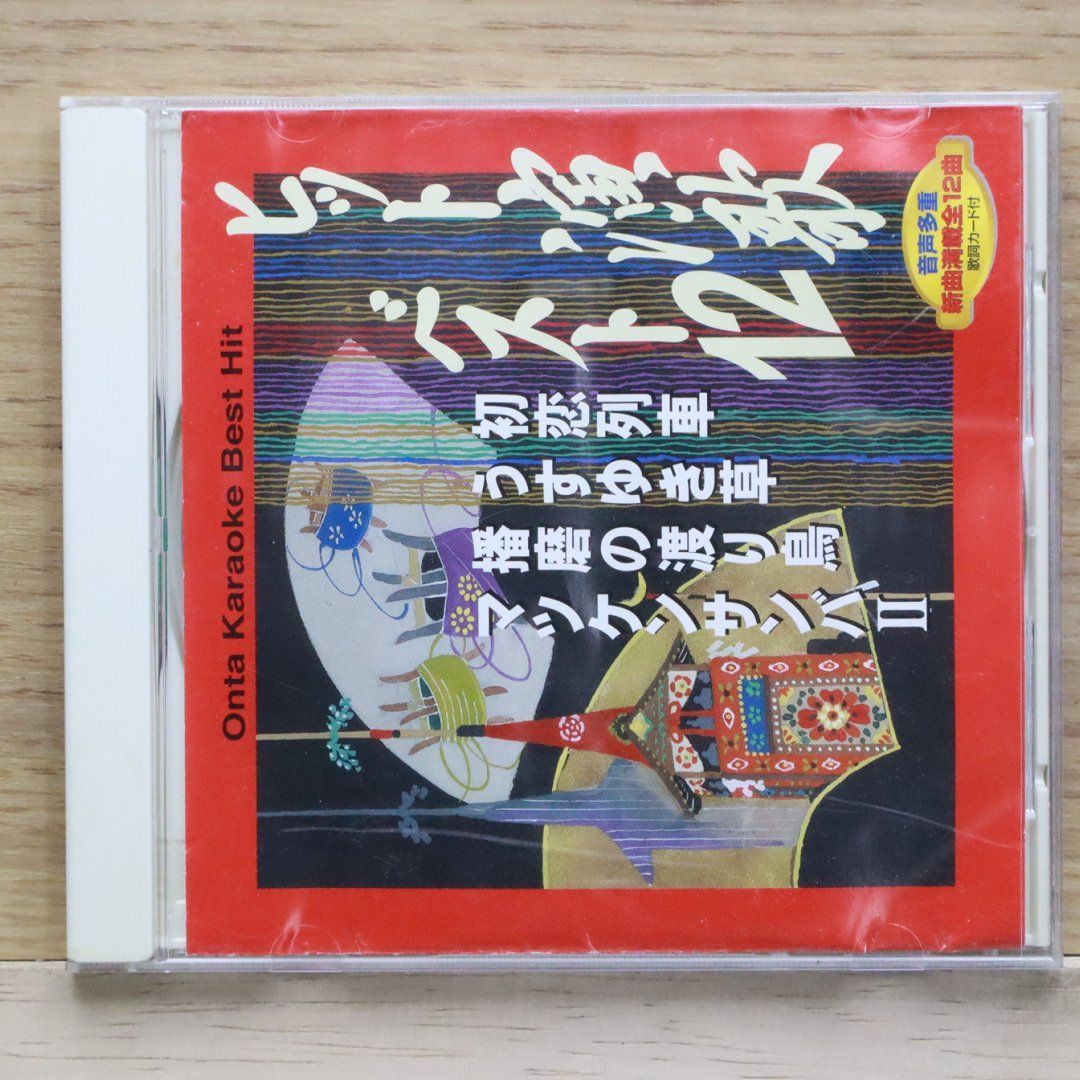 ヒット演歌
ベスト12
音声多重
新曲満載全12曲
歌詞カード付
初恋列車
うすゆき草
播磨の渡り鳥
マツケンサンバⅡ
Onta Karaoke Best Hit